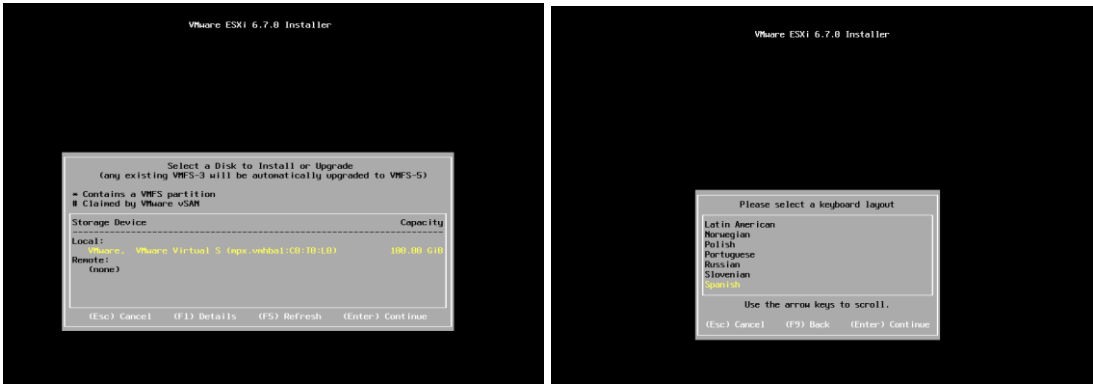 VMware ESXi 6.7.0 Installer
Select a Disk to Install or Upgrade
(any existing VMFS-3 will be automatically upgraded to VMFS-5)
* Contains a VMFS partition
# Claimed by VMware vSAN
Storage Device Capacity
Local:
VMware, VMware Virtual S (mpx.vmhba1:C0:T0:L0) 100.00 GiB
Remote:
(none)
(Esc) Cancel (F1) Details (F5) Refresh (Enter) Continue
VMware ESXi 6.7.0 Installer
Please select a keyboard layout
Latin American
Norwegian
Polish
Portuguese
Russian
Slovenian
Spanish
Use the arrow keys to scroll.
(Esc) Cancel (F9) Back (Enter) Continue